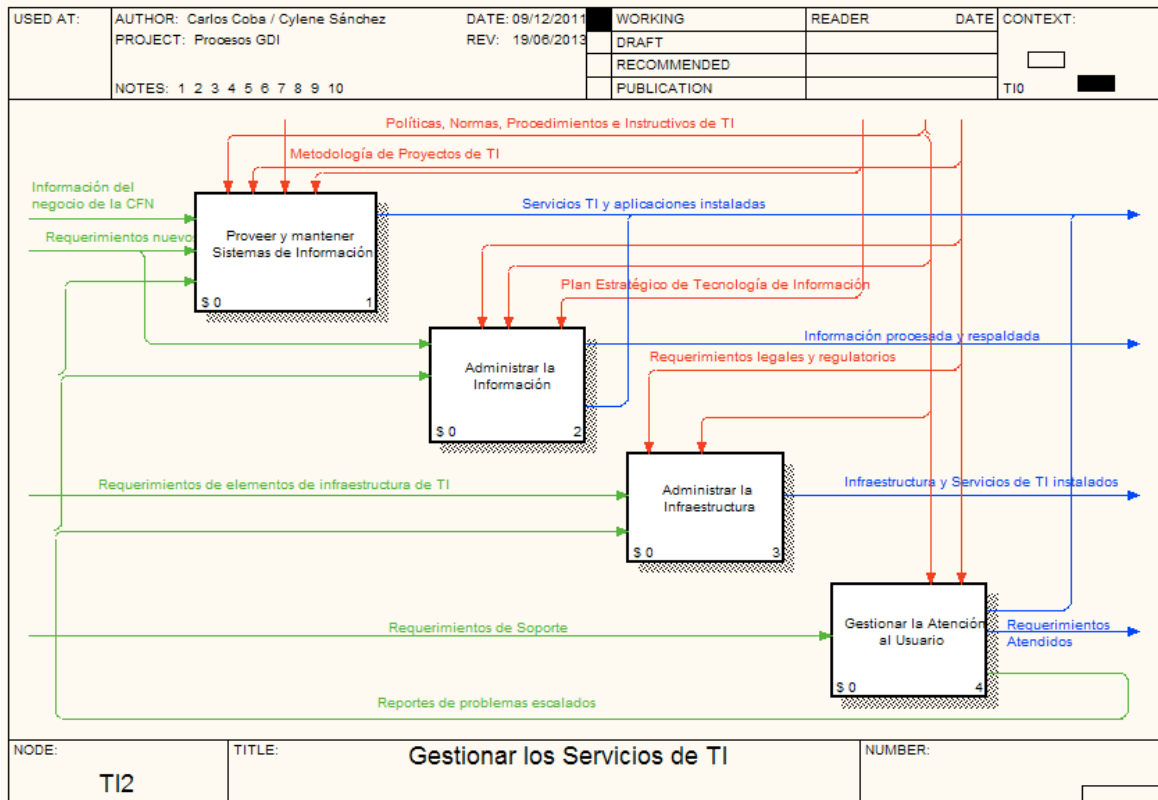 USED AT:
AUTHOR: Carlos Coba / Cylene Sánchez
DATE: 09/12/2011
WORKING
READER
DATE
CONTEXT:
PROJECT: Procesos GDI
REV: 19/06/2013
DRAFT
RECOMMENDED
NOTES: 1 2 3 4 5 6 7 8 9 10
PUBLICATION
TI0
Políticas, Normas, Procedimientos e Instructivos de TI
Metodología de Proyectos de TI
Información del
negocio de la CFN
Servicios TI y aplicaciones instaladas
Requerimientos nuevos
Proveer y mantener
Sistemas de Información
$ 0
1
Plan Estratégico de Tecnología de Información
Información procesada y respaldada
Requerimientos legales y regulatorios
Administrar la
Información
$ 0
2
Requerimientos de elementos de infraestructura de TI
Infraestructura y Servicios de TI instalados
Administrar la
Infraestructura
$ 0
3
Requerimientos de Soporte
Gestionar la Atención
al Usuario
$ 0
4
Requerimientos
Atendidos
Reportes de problemas escalados
NODE:
TI2
TITLE:
Gestionar los Servicios de TI
NUMBER: